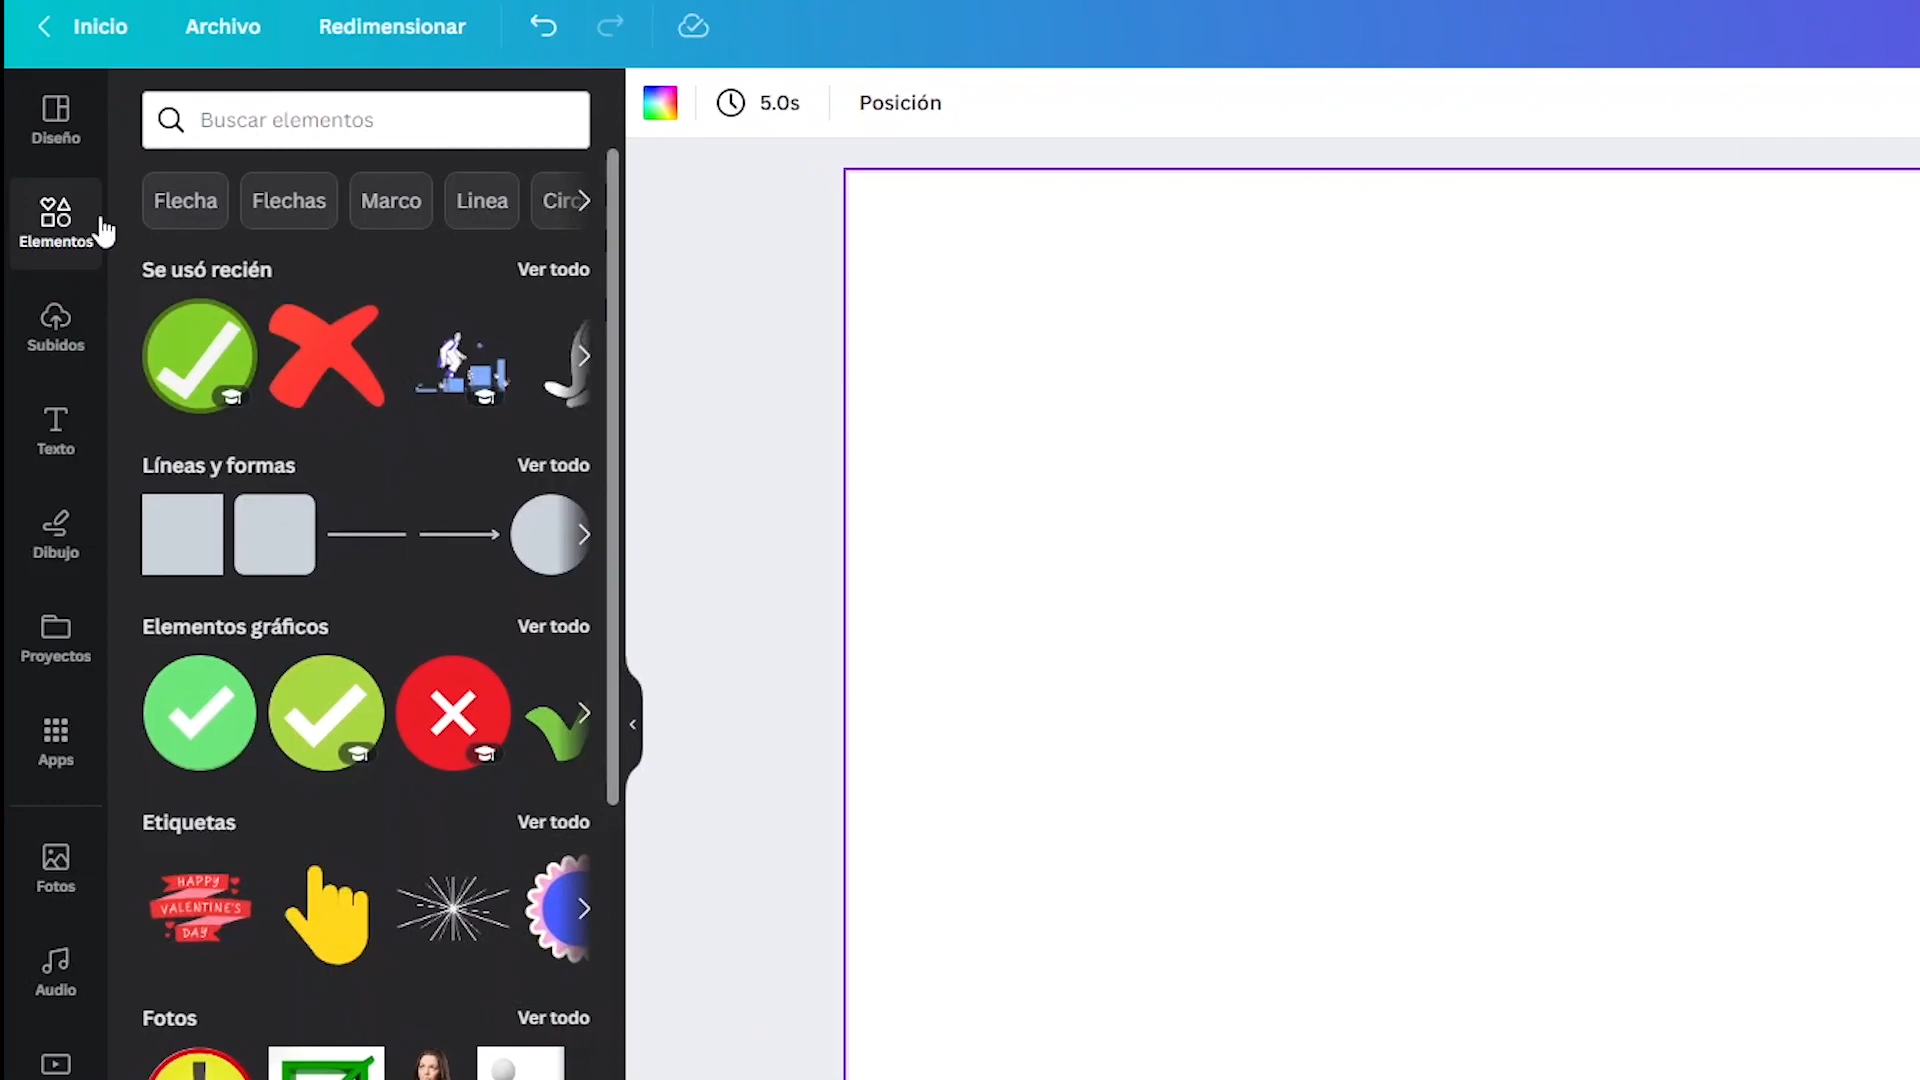 Inicio Archivo Redimensionar
5.0s Posición
Diseño
Elementos
Subidos
Texto
Dibujo
Proyectos
Apps
Fotos
Audio
Buscar elementos
Flecha Flechas Marco Linea Circ
Se usó recién Ver todo
Líneas y formas Ver todo
Elementos gráficos Ver todo
Etiquetas Ver todo
HAPPY
VALENTINE'S
DAY
Fotos Ver todo